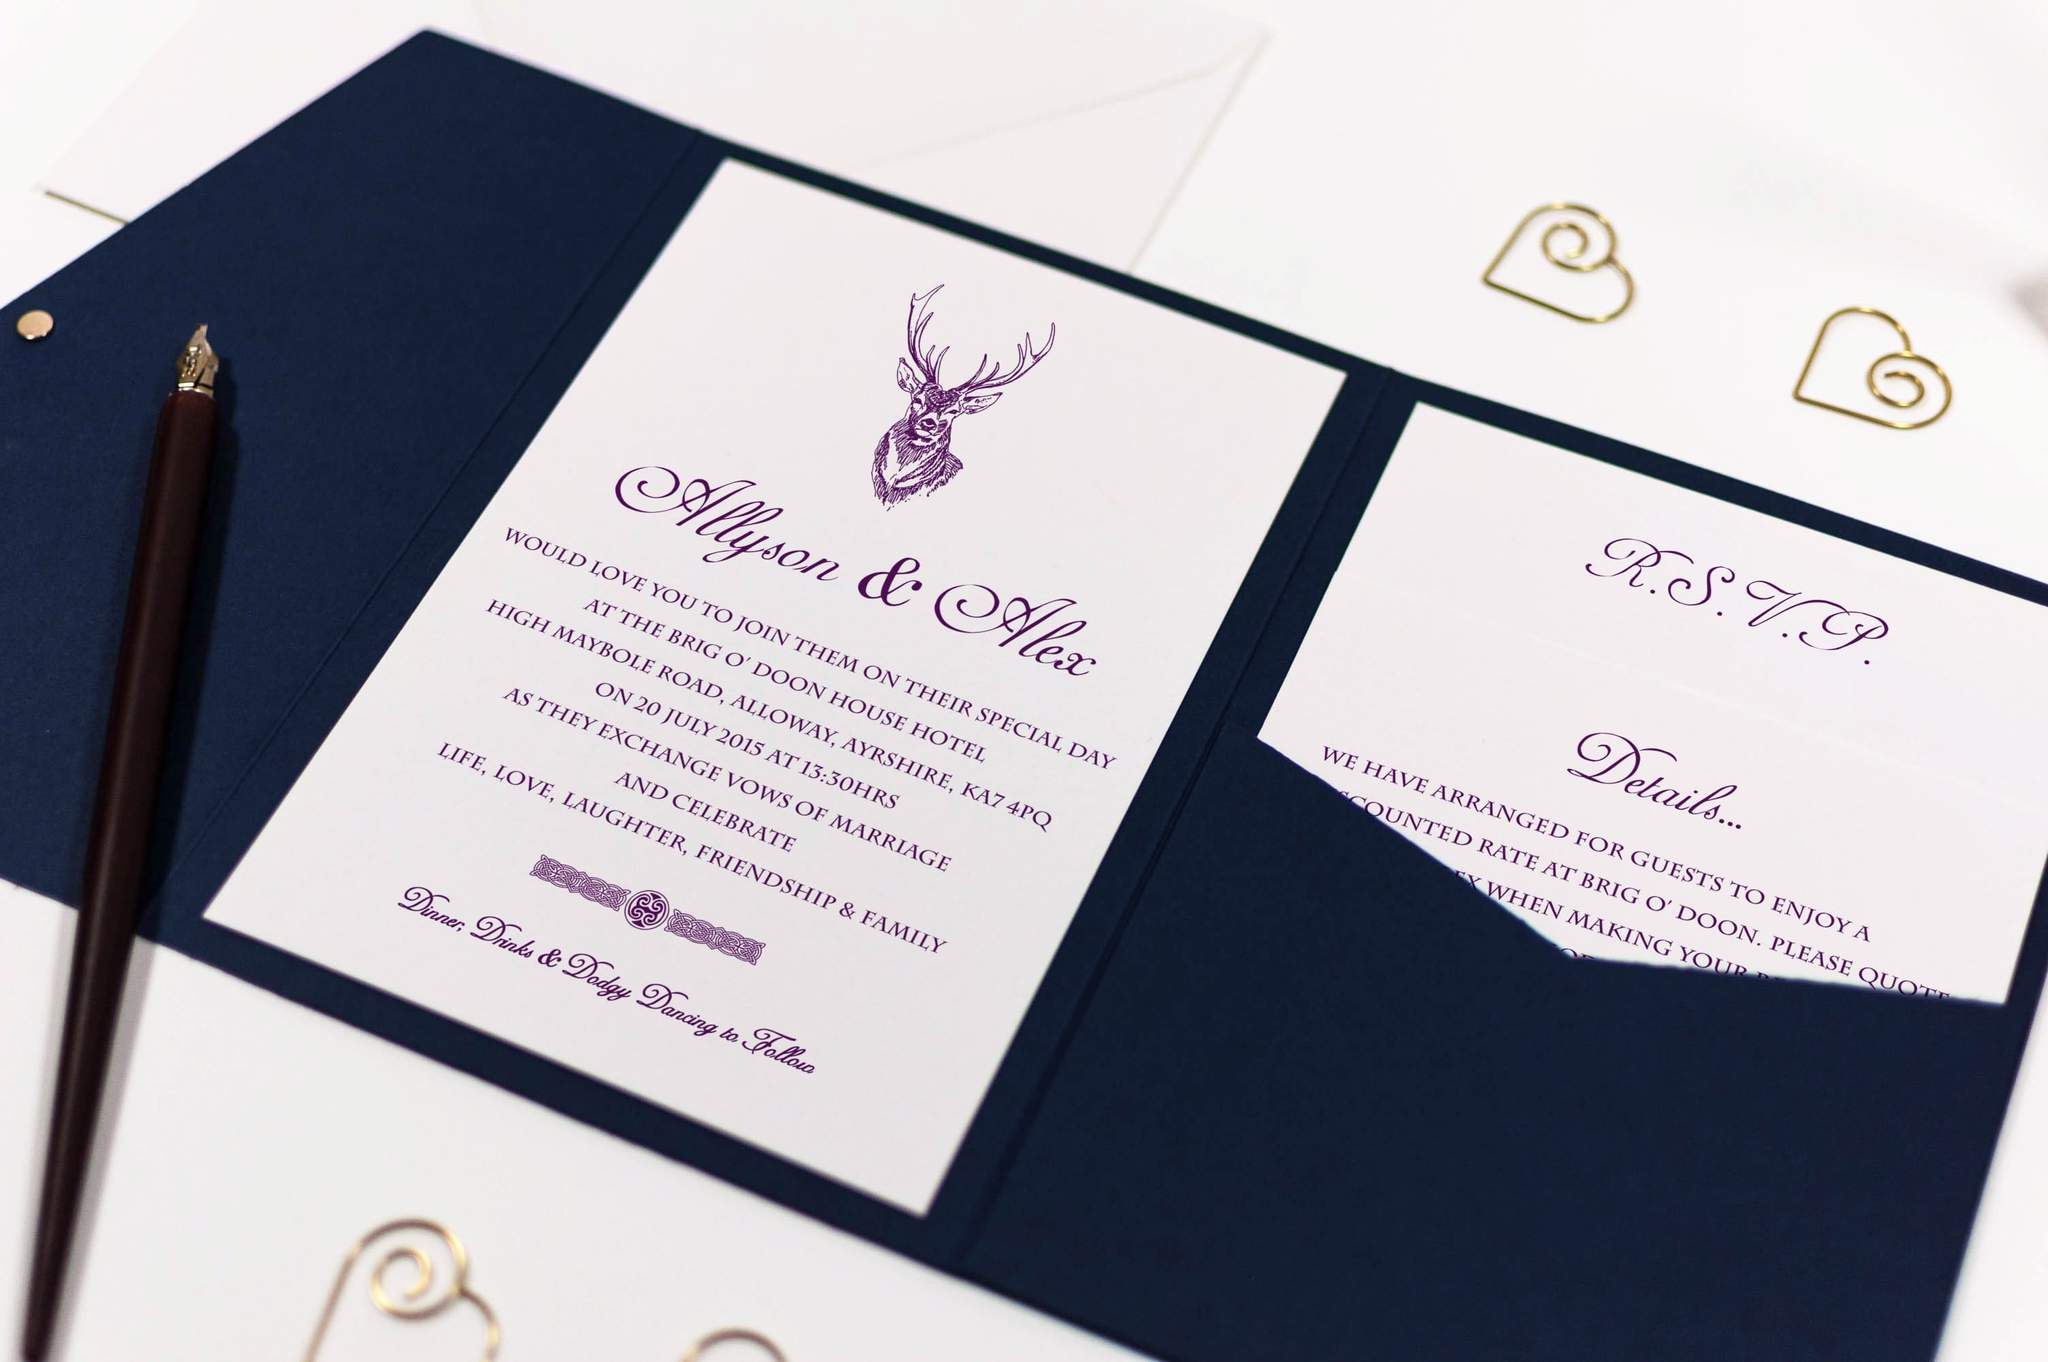 Allyson & Alex
WOULD LOVE YOU TO JOIN THEM ON THEIR SPECIAL DAY
AT THE BRIG O' DOON HOUSE HOTEL
HIGH MAYBOLE ROAD, ALLOWAY, AYRSHIRE, KA7 4PQ
ON 20 JULY 2015 AT 13:30HRS
AS THEY EXCHANGE VOWS OF MARRIAGE
AND CELEBRATE
LIFE, LOVE, LAUGHTER, FRIENDSHIP & FAMILY
Dinner, Drinks & Dodgy Dancing to Follow
R.S.V.P.
Details...
WE HAVE ARRANGED FOR GUESTS TO ENJOY A
SCOUNTED RATE AT BRIG O' DOON. PLEASE QUOTE
WHEN MAKING YOUR